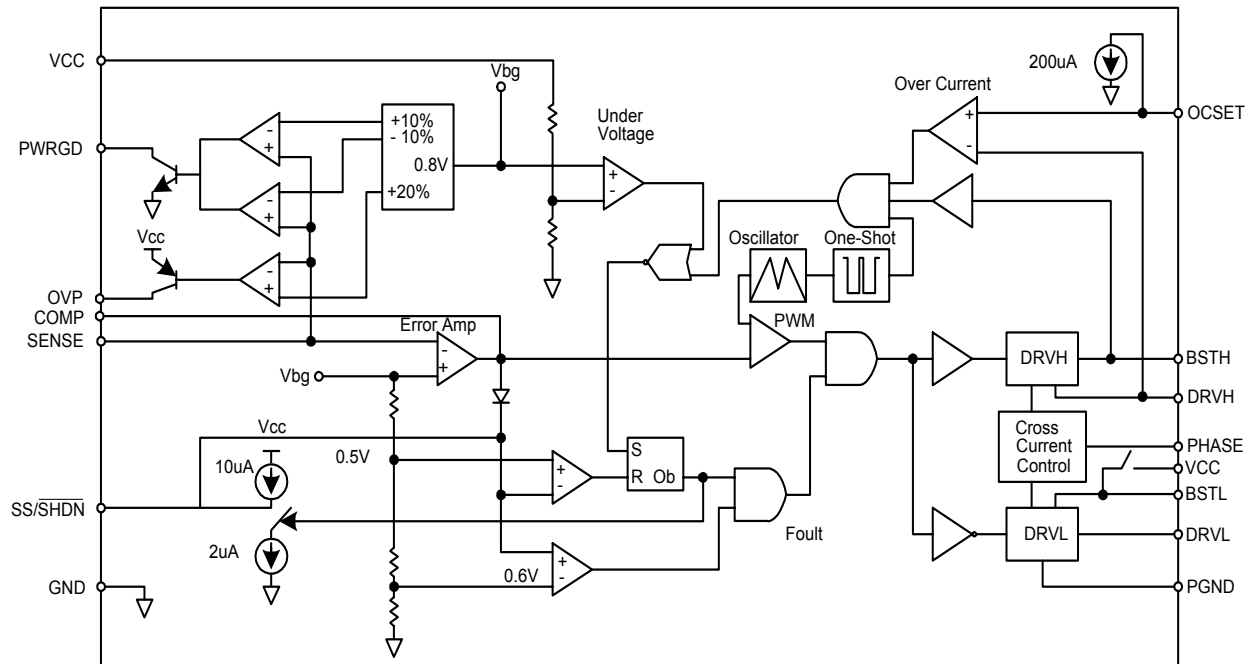 VCC
Vbg
200uA
Over Current
Under
Voltage
OCSET
+10%
- 10%
0.8V
+20%
PWRGD
-
+
-
+
+
-
+
-
Vcc
-
+
Oscillator
One-Shot
OVP
COMP
SENSE
Error Amp
-
+
PWM
Vbg
DRVH
BSTH
DRVH
Vcc
0.5V
10uA
+
-
S
R
Ob
Cross
Current
Control
PHASE
VCC
BSTL
SS/SHDN
2uA
Foult
0.6V
+
-
DRVL
DRVL
GND
PGND